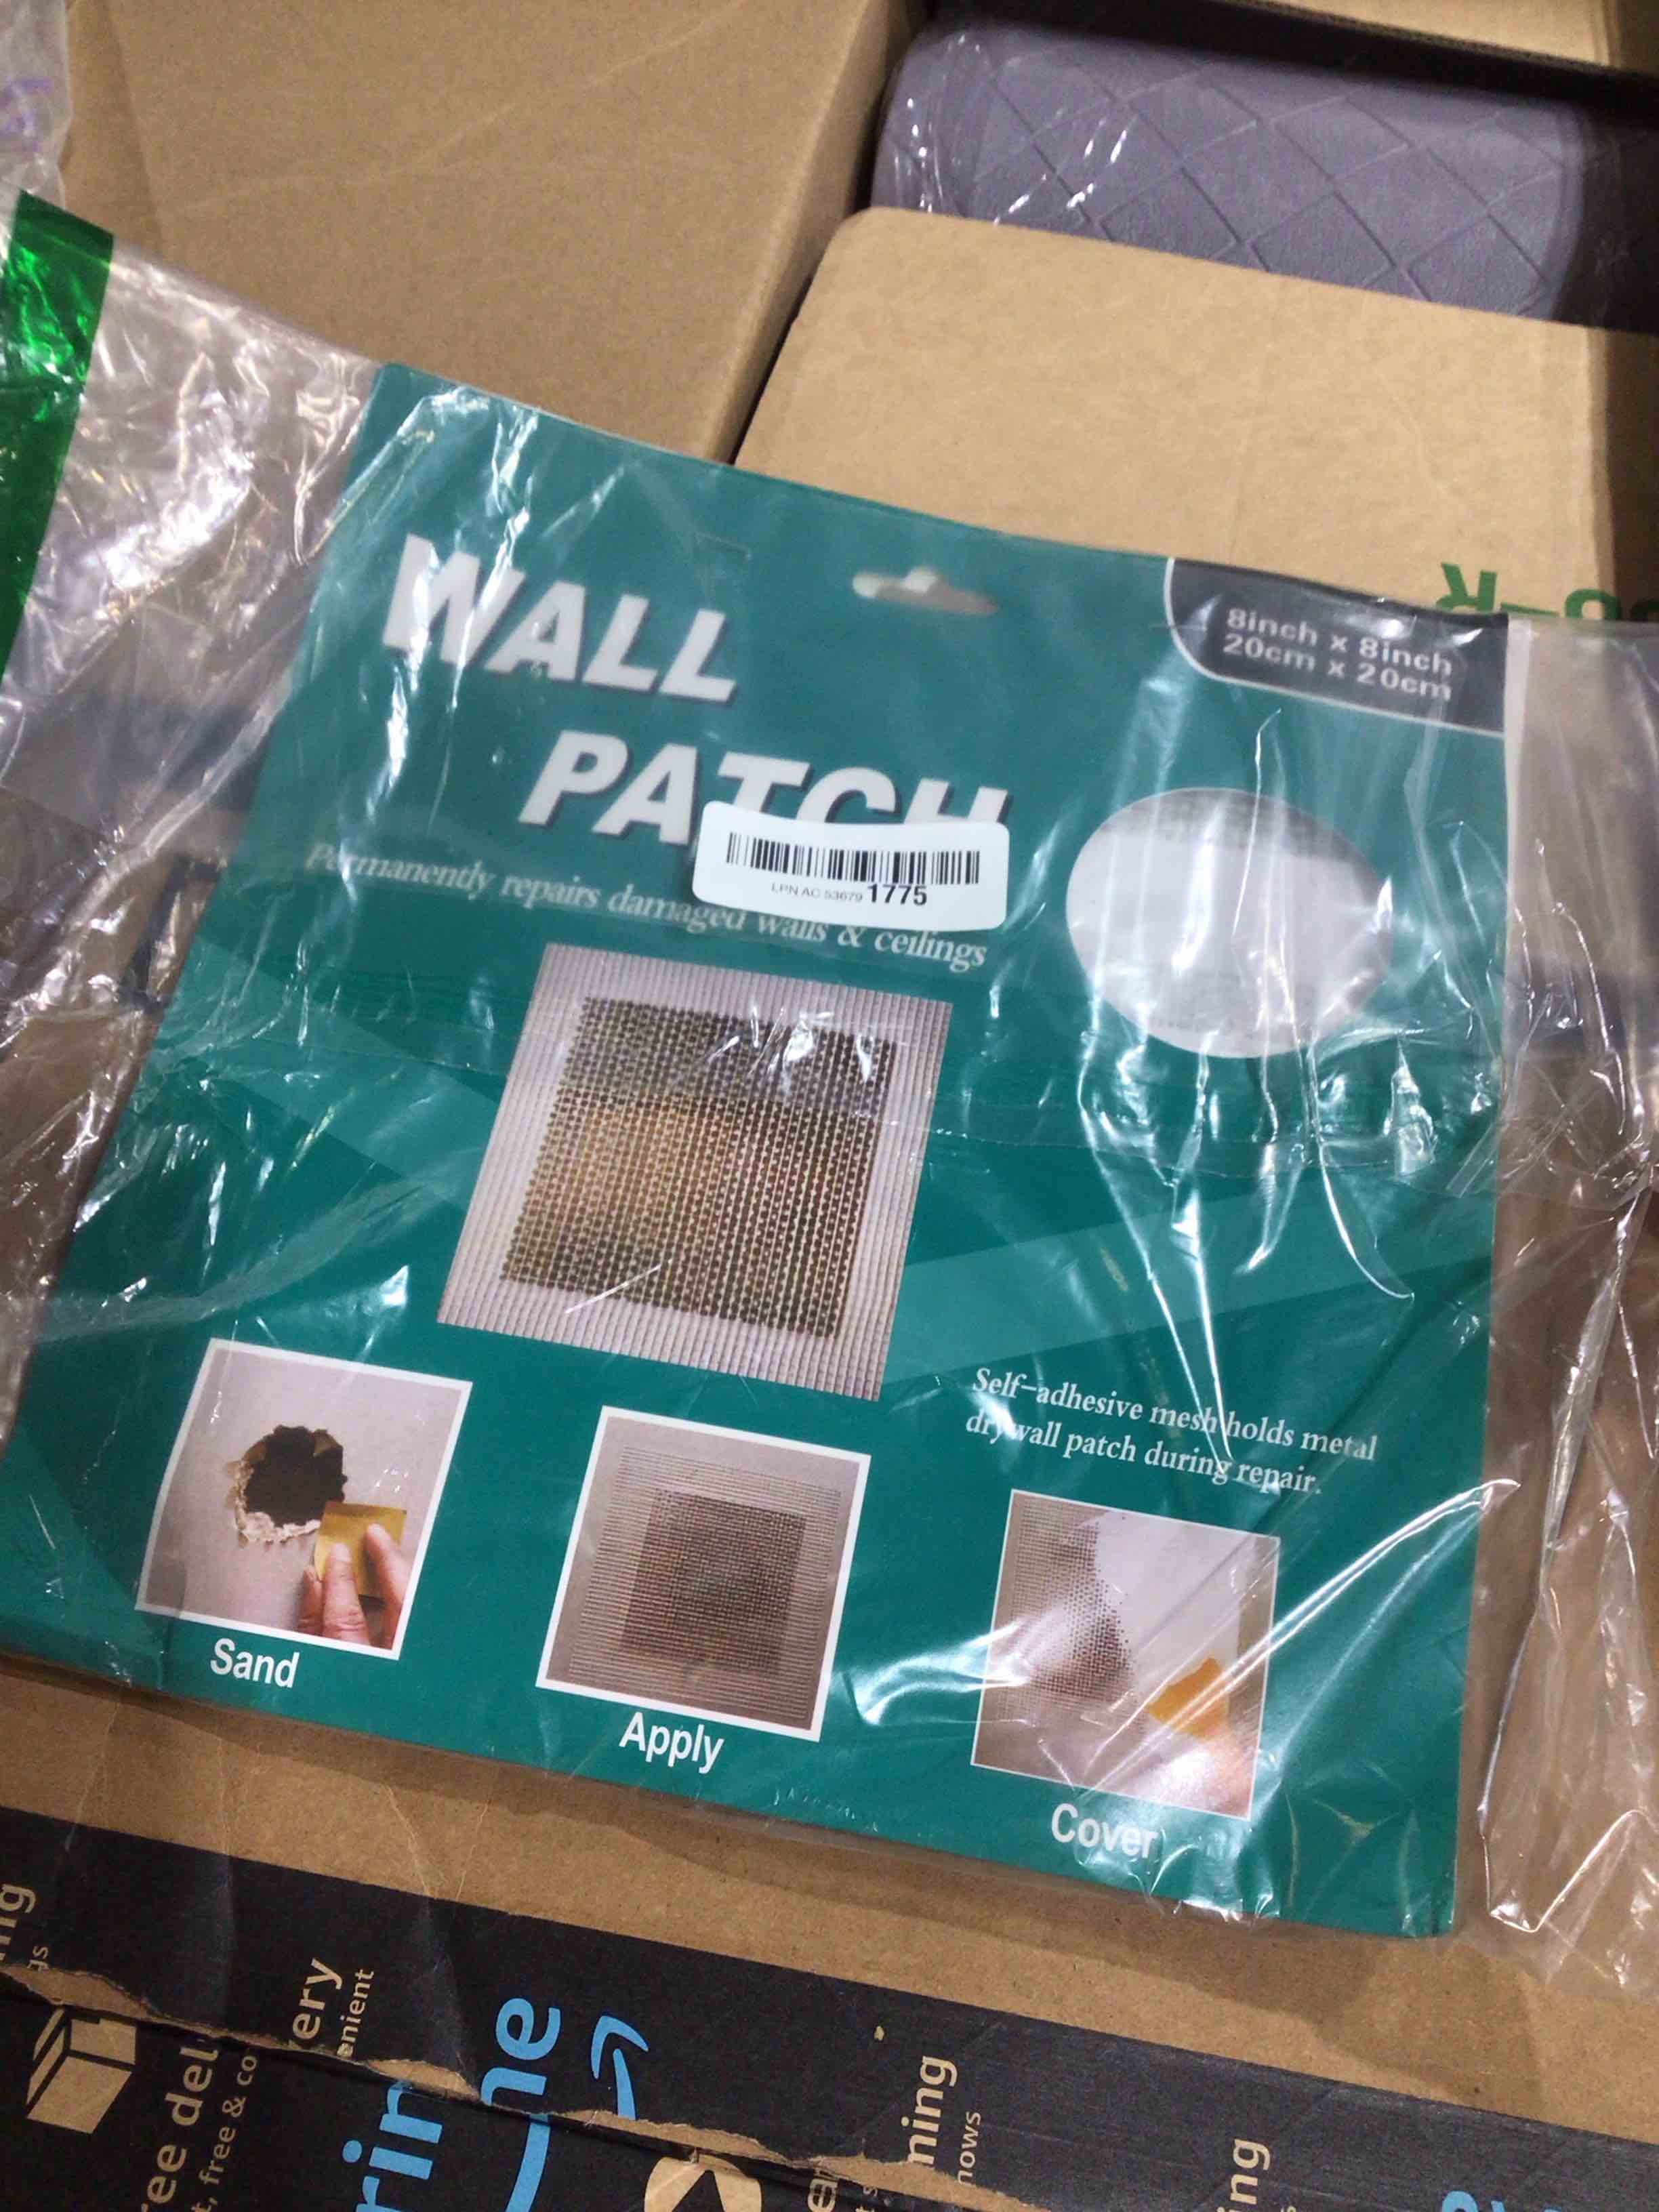 WALL
PATCH
8inch x 8inch
20cm x 20cm
LPN AC 53679 1775
Permanently repairs damaged walls & ceilings
Self-adhesive mesh holds metal
drywall patch during repair.
Sand
Apply
Cover